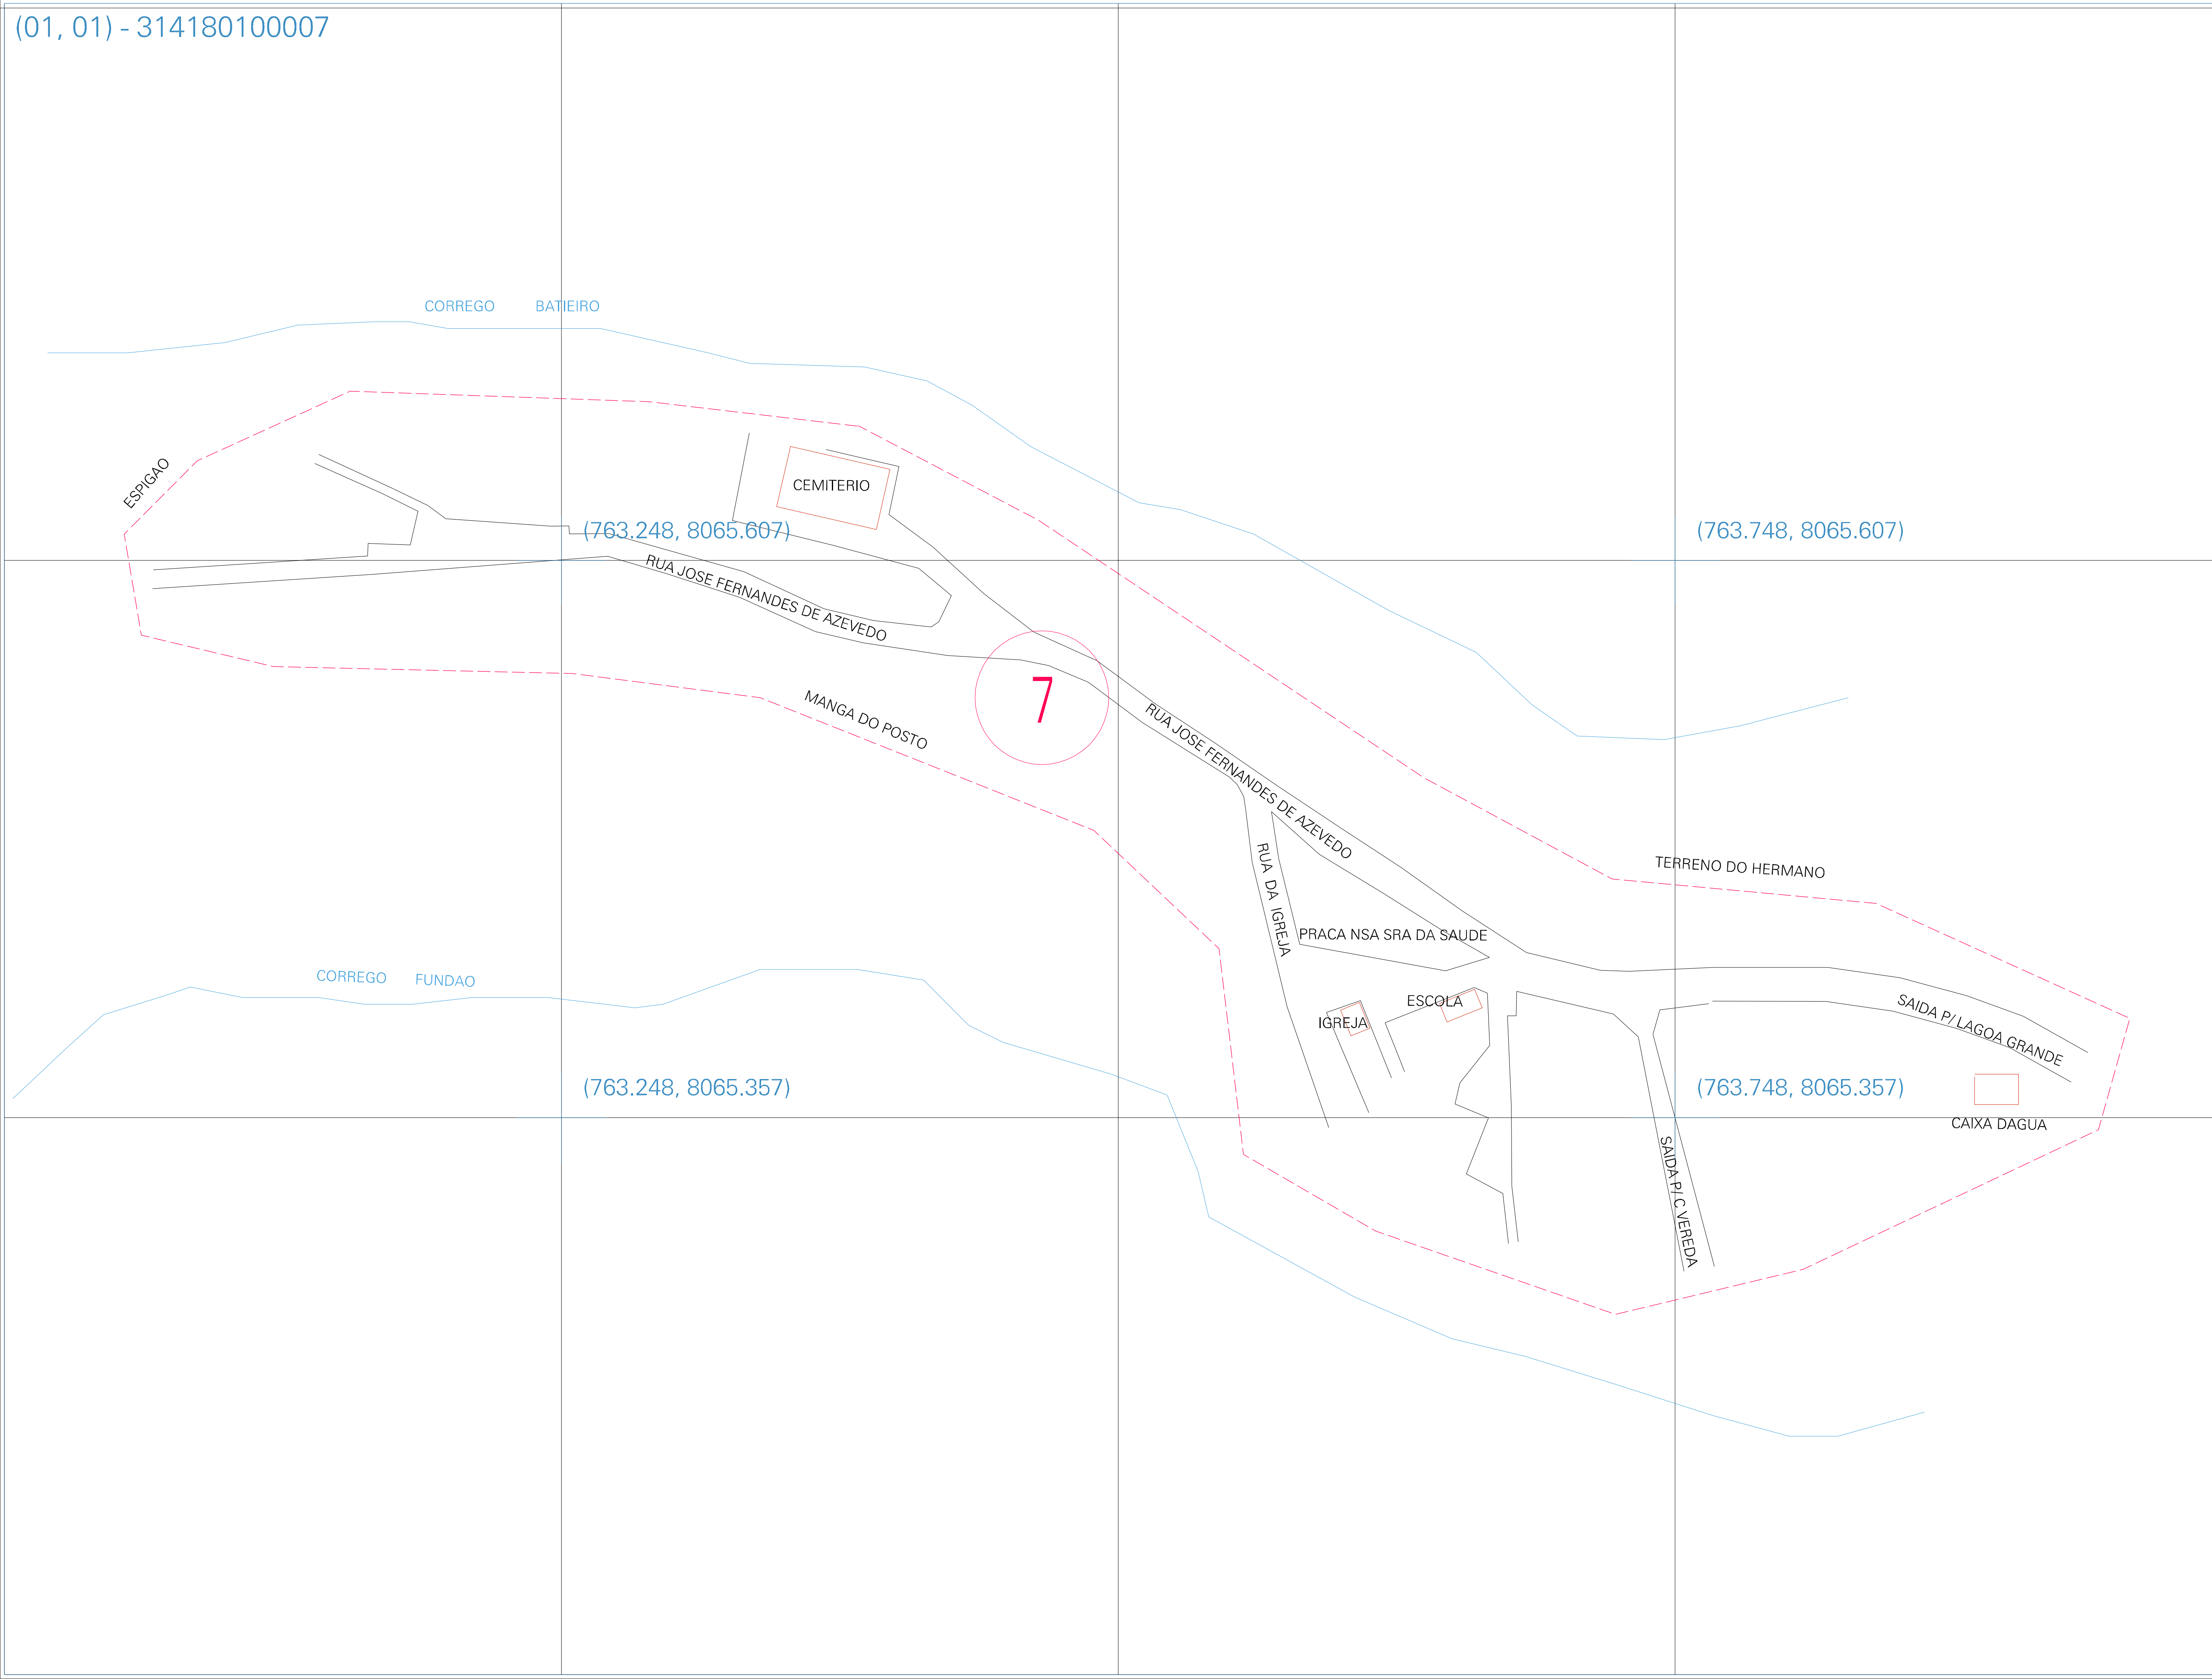 (01, 01) - 314180100007
CORREGO BATIEIRO
ESPIGAO
CEMITERIO
(763.248, 8065.607)
(763.748, 8065.607)
RUA JOSE FERNANDES DE AZEVEDO
7
MANGA DO POSTO
RUA JOSE FERNANDES DE AZEVEDO
TERRENO DO HERMANO
RUA DA IGREJA
PRACA NSA SRA DA SAUDE
CORREGO FUNDAO
ESCOLA
IGREJA
SAIDA P/ LAGOA GRANDE
(763.248, 8065.357)
(763.748, 8065.357)
CAIXA DAGUA
SAIDA P/ C VEREDA